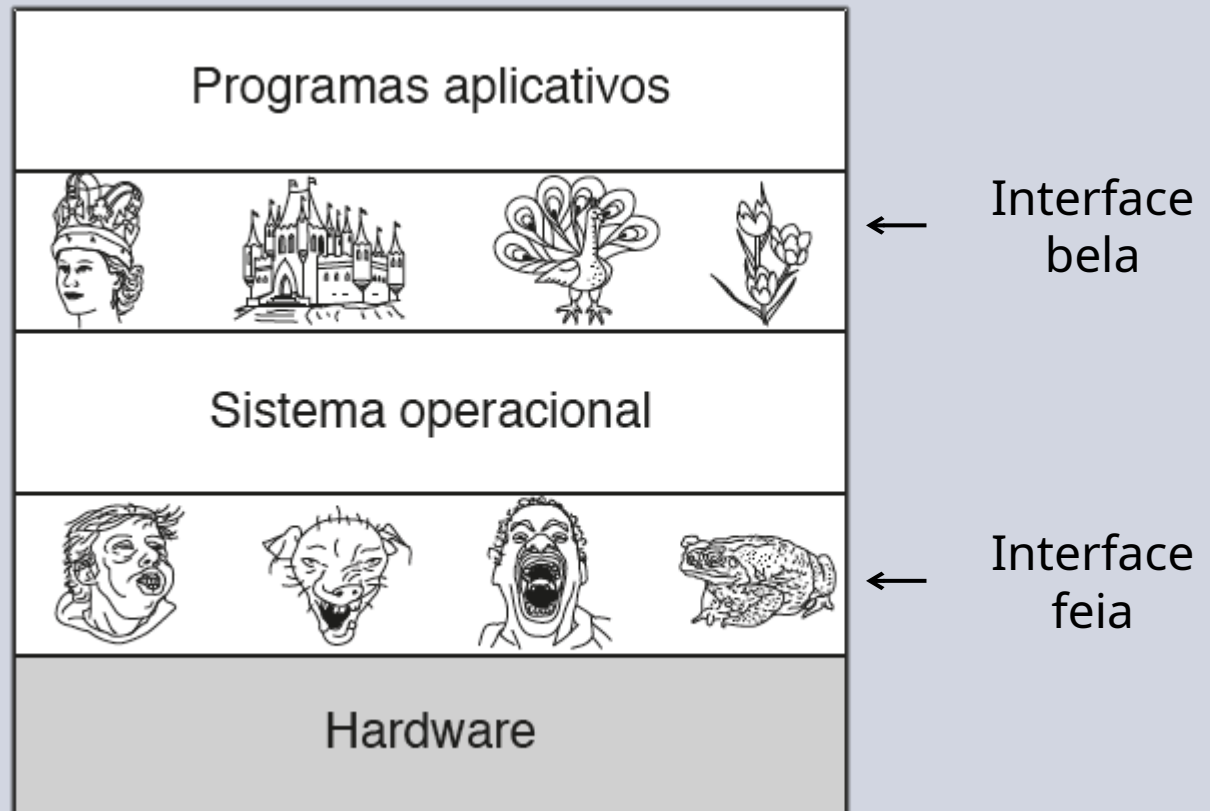 Programas aplicativos
Interface
bela
Sistema operacional
Interface
feia
Hardware